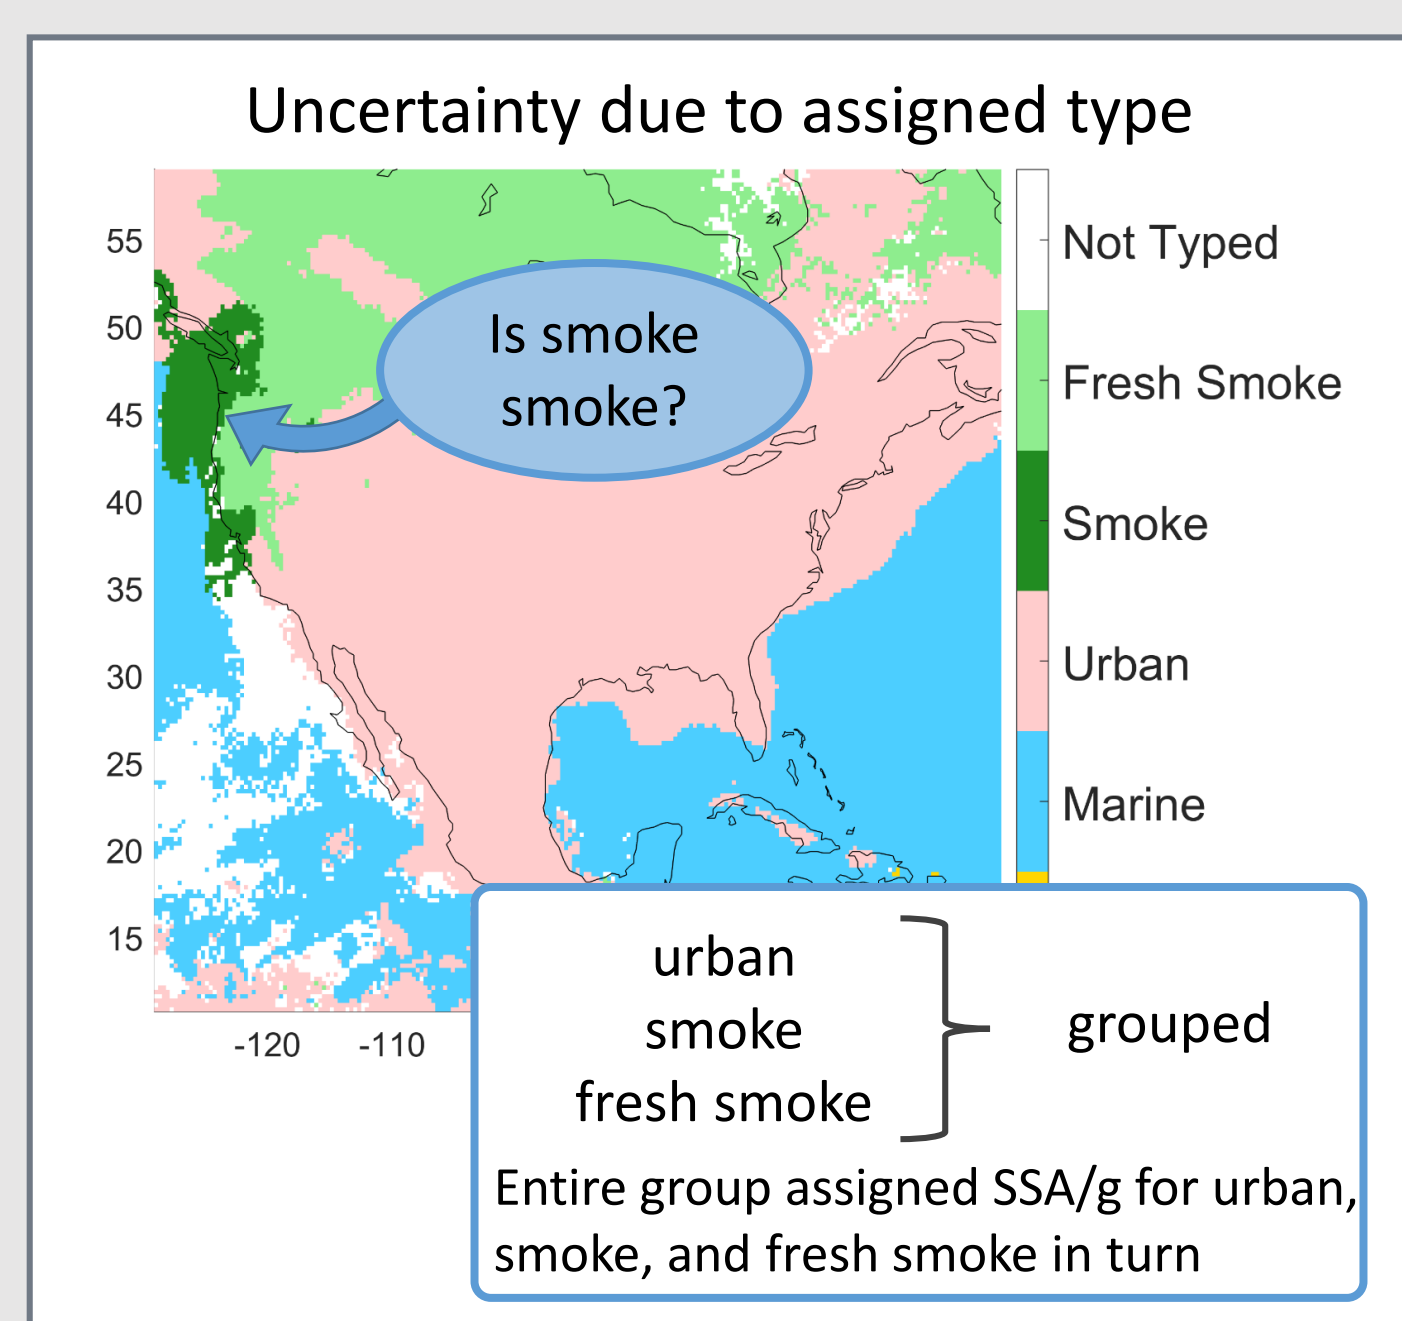 Uncertainty due to assigned type
55
50
45
40
35
30
25
20
15
-120
-110
Is smoke
smoke?
Not Typed
Fresh Smoke
Smoke
Urban
Marine
urban
smoke
fresh smoke
grouped
Entire group assigned SSA/g for urban,
smoke, and fresh smoke in turn